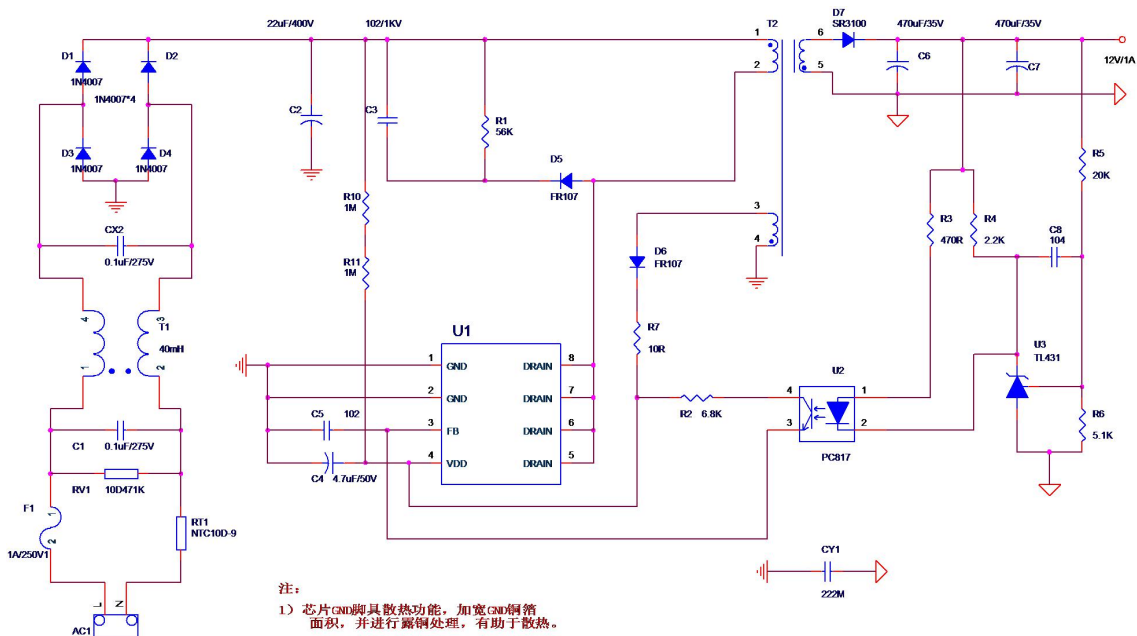 22uF/400V
102/1KV
T2
D7
SR3100
470uF/35V
470uF/35V
D1
D2
1N4007
1N4007*4
C2
C3
R1
56K
1
2
6
5
C6
C7
12V/1A
D3
D4
1N4007
1N4007
D5
FR107
R5
20K
R10
1M
3
4
R3
470R
R4
2.2K
C8
104
CX2
0.1uF/275V
R11
1M
D6
FR107
4
3
T1
40mH
1
2
U1
R7
10R
U3
TL431
1
GND
DRAIN
8
2
GND
DRAIN
7
C5
102
3
FB
DRAIN
6
4
VDD
DRAIN
5
C4
4.7uF/50V
R2
6.8K
U2
4
1
3
2
PC817
R6
5.1K
C1
0.1uF/275V
RV1
10D471K
F1
1
2
1A/250V1
RT1
NTC10D-9
CY1
222M
L
N
AC1
注:
1) 芯片GND脚具散热功能，加宽GND铜箔
面积，并进行露铜处理，有助于散热。